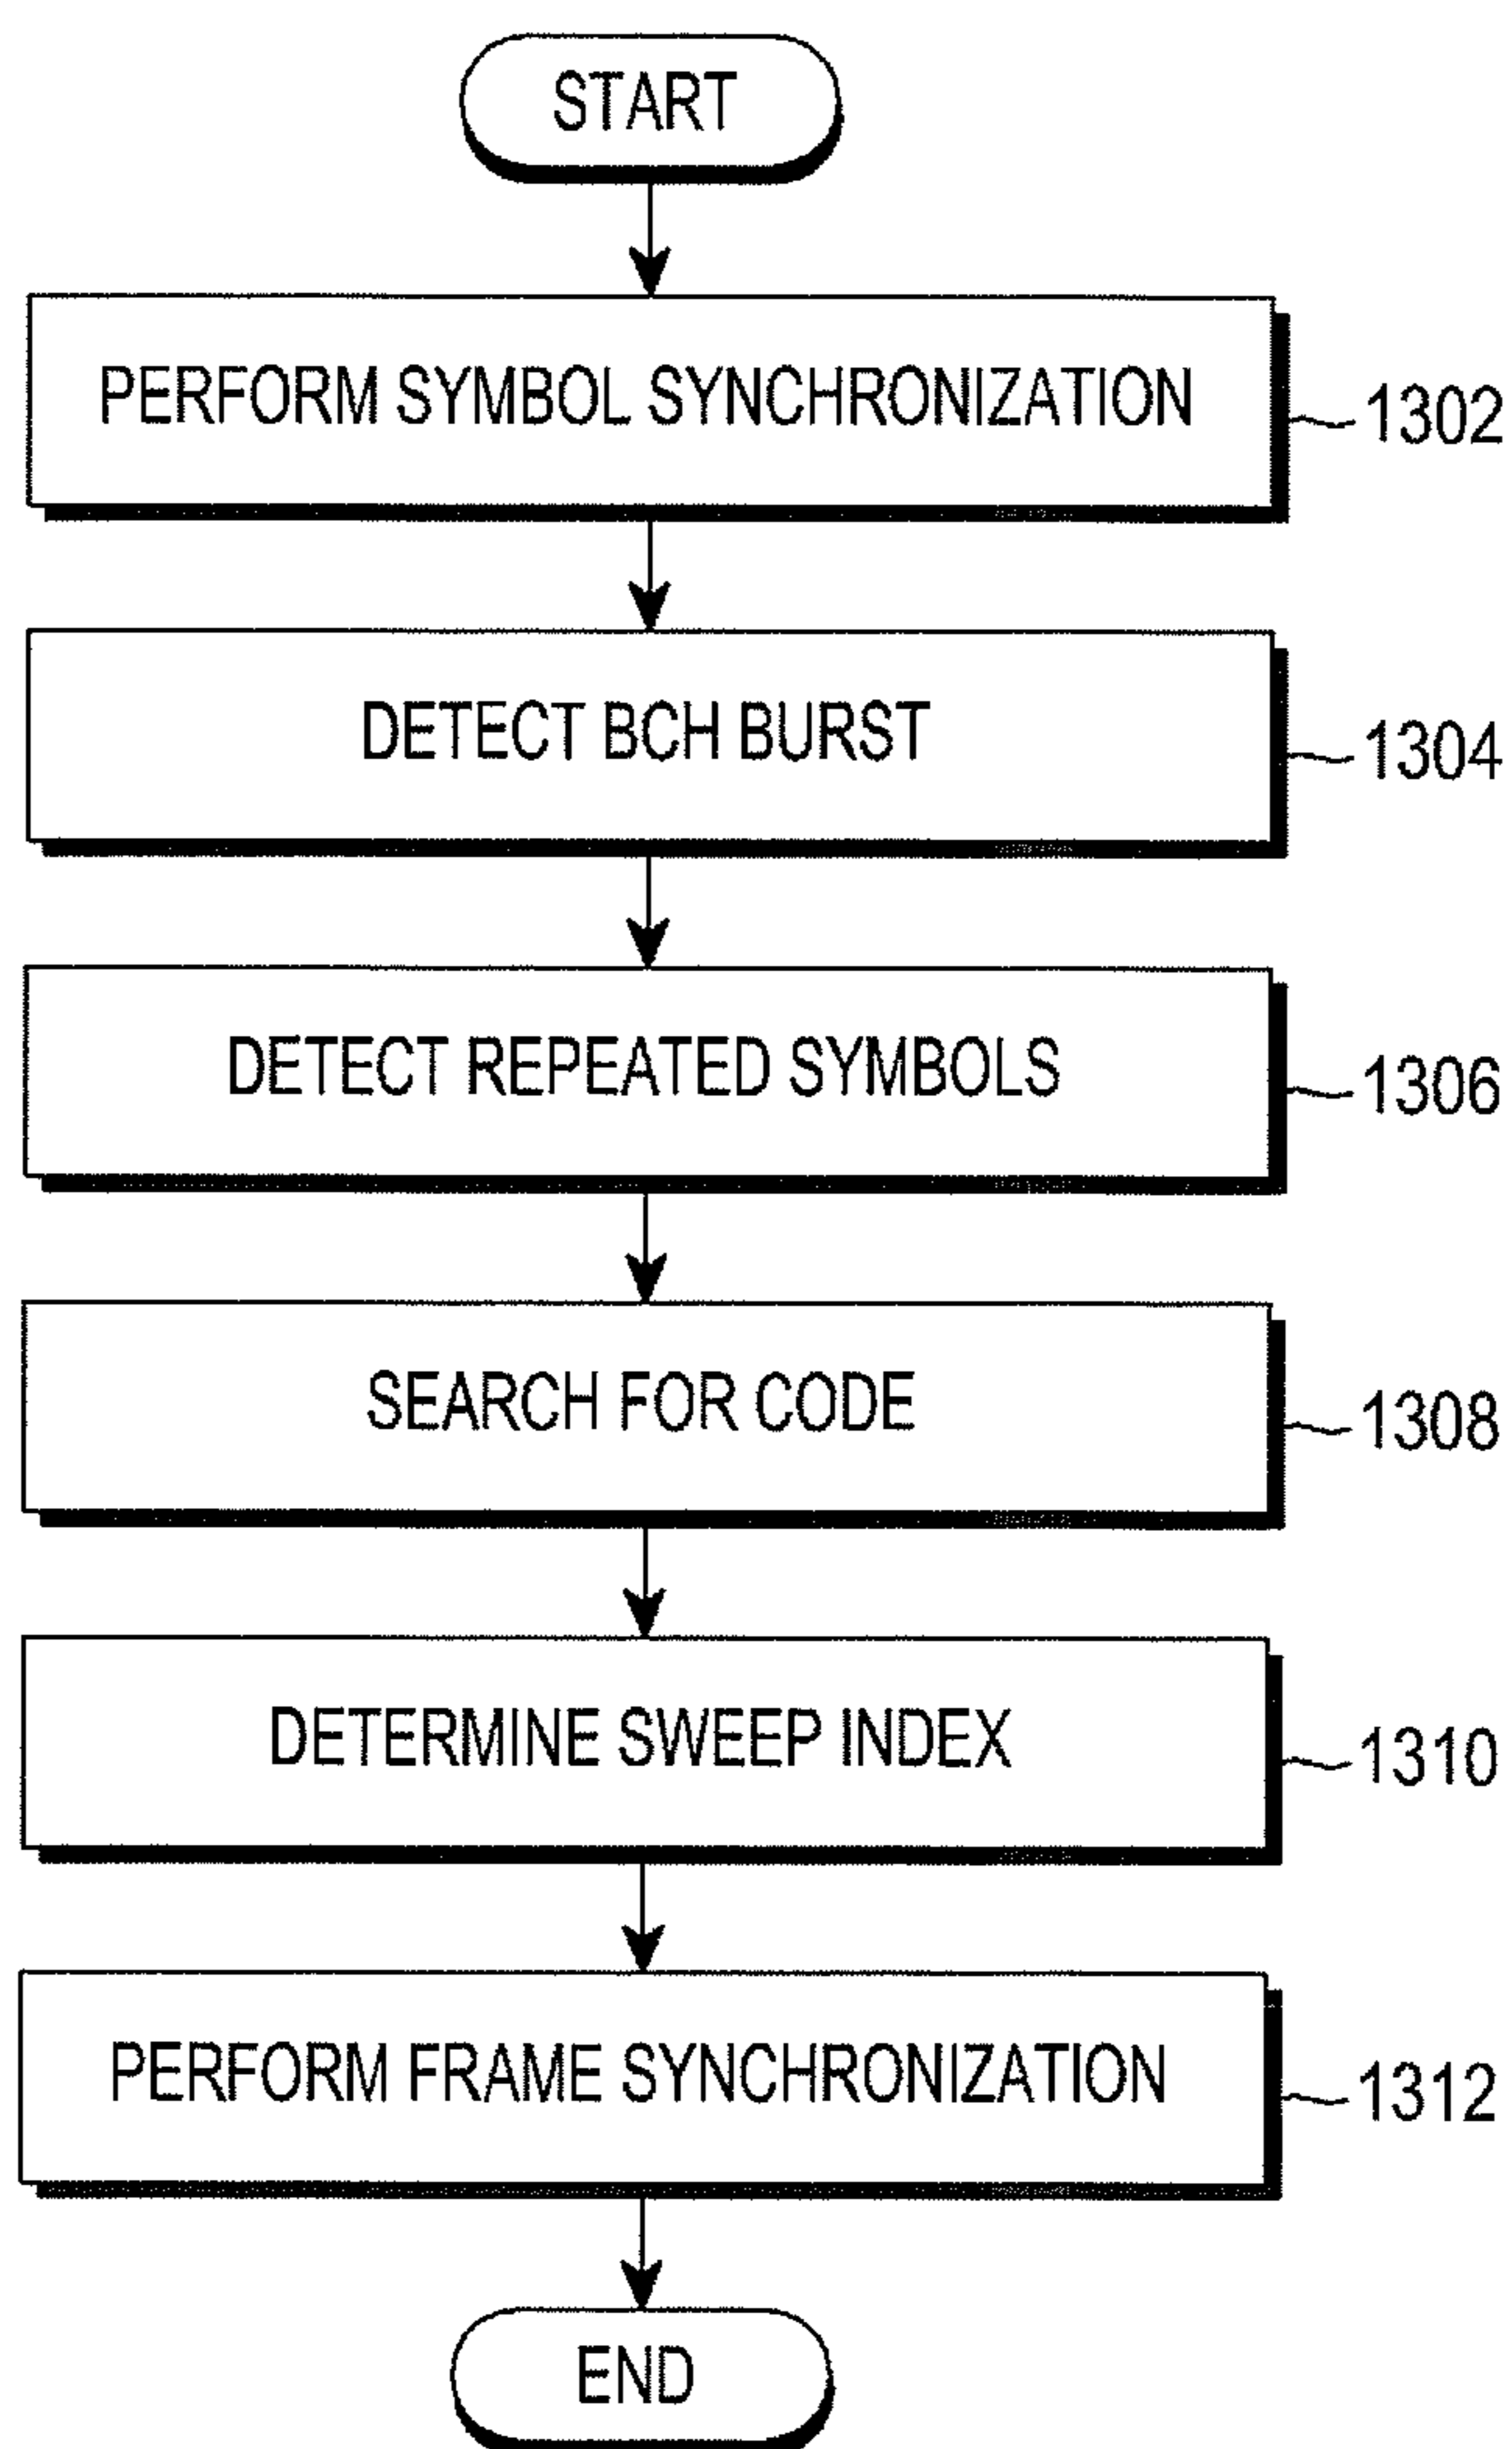 START
PERFORM SYMBOL SYNCHRONIZATION
1302
DETECT BCH BURST
1304
DETECT REPEATED SYMBOLS
1306
SEARCH FOR CODE
1308
DETERMINE SWEEP INDEX
1310
PERFORM FRAME SYNCHRONIZATION
1312
END